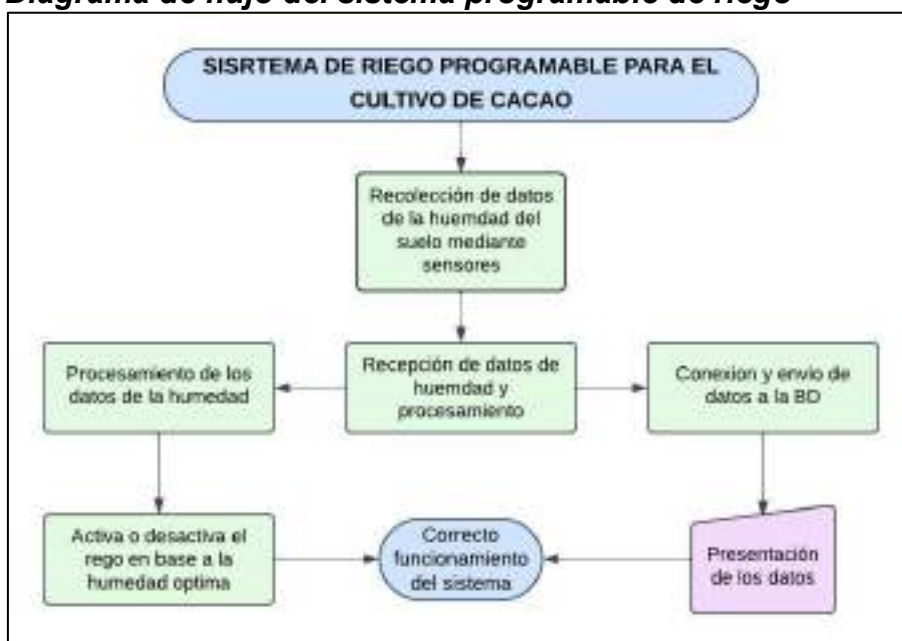 Diagrama de flujo del sistema programable de riego
SISRTEMA DE RIEGO PROGRAMABLE PARA EL
CULTIVO DE CACAO
Recolección de datos
de la huemdad del
suelo mediante
sensores
Procesamiento de los
datos de la humedad
Recepción de datos de
huemdad y
procesamiento
Conexion y envio de
datos a la BD
Activa o desactiva el
rego en base a la
humedad optima
Correcto
funcionamiento
del sistema
Presentación
de los datos